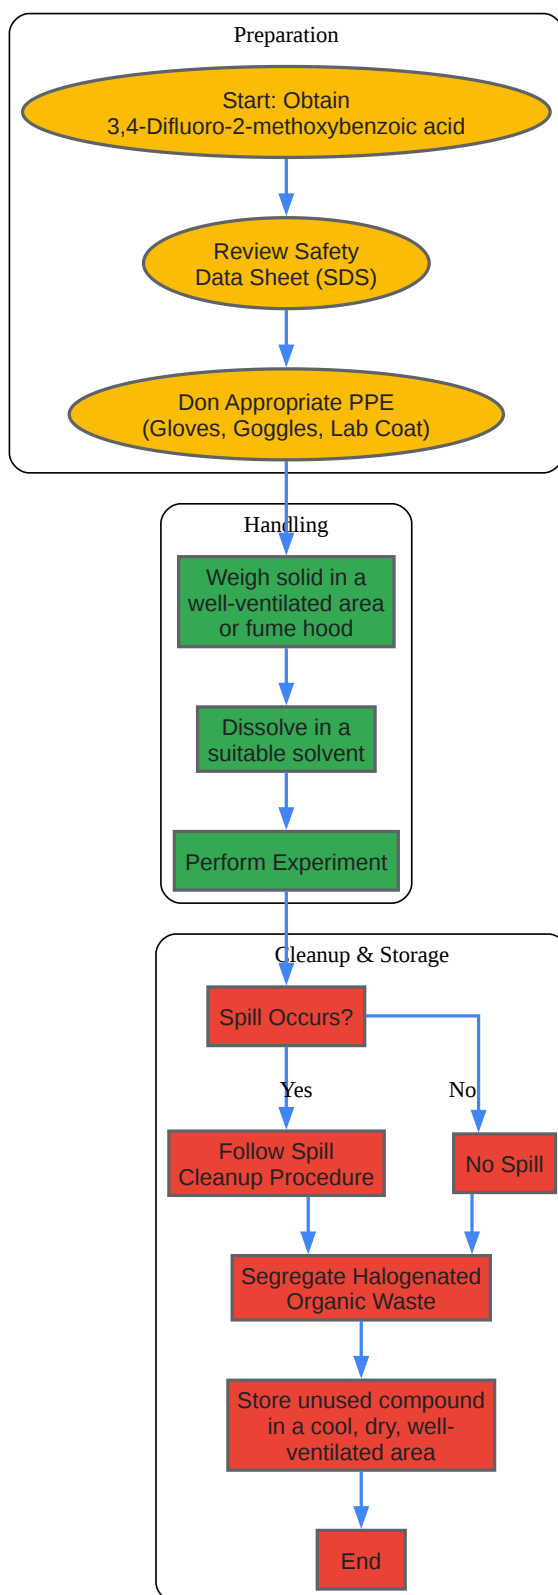 Preparation
Start: Obtain
3,4-Difluoro-2-methoxybenzoic acid
Review Safety
Data Sheet (SDS)
Don Appropriate PPE
(Gloves, Goggles, Lab Coat)
Handling
Weigh solid in a
well-ventilated area
or fume hood
Dissolve in a
suitable solvent
Perform Experiment
Cleanup & Storage
Spill Occurs?
Yes
No
Follow Spill
Cleanup Procedure
No Spill
Segregate Halogenated
Organic Waste
Store unused compound
in a cool, dry, well-
ventilated area
End